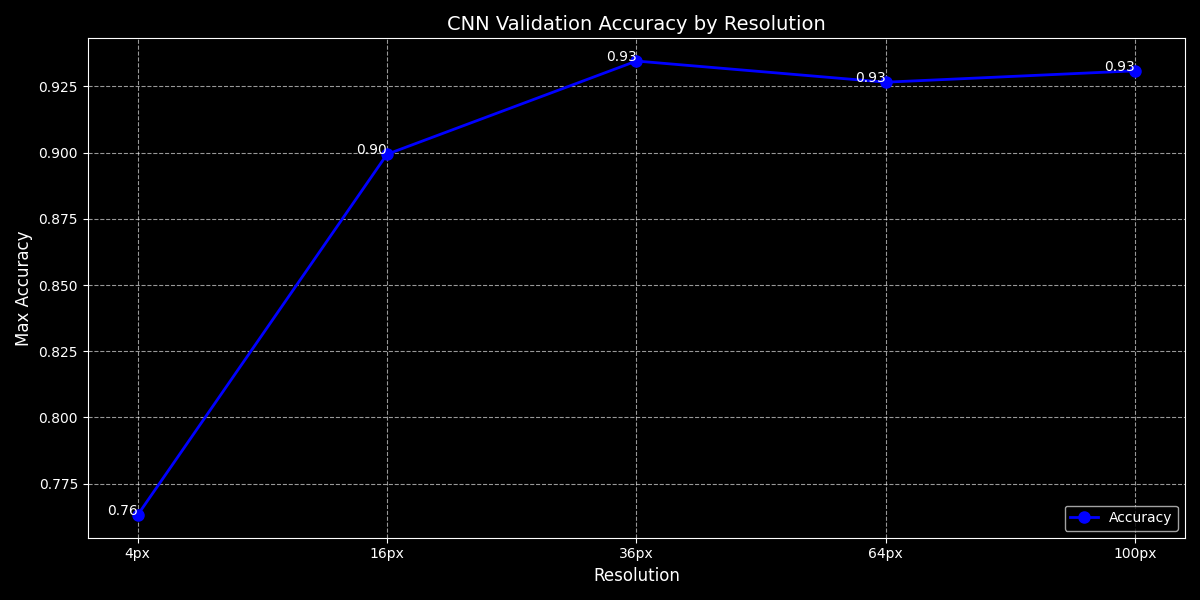 CNN Validation Accuracy by Resolution
0.93
0.93
0.93
0.925
0.900
0.90
0.875
0.850
0.825
0.800
0.775
0.76
Max Accuracy
Accuracy
4px 16px 36px 64px 100px
Resolution